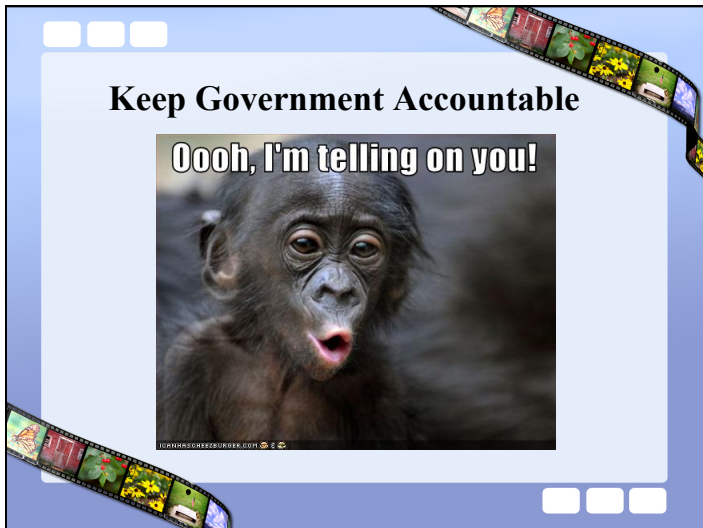 Keep Government Accountable
Oooh, I'm telling on you!
ICANHASCHEEZBURGER.COM